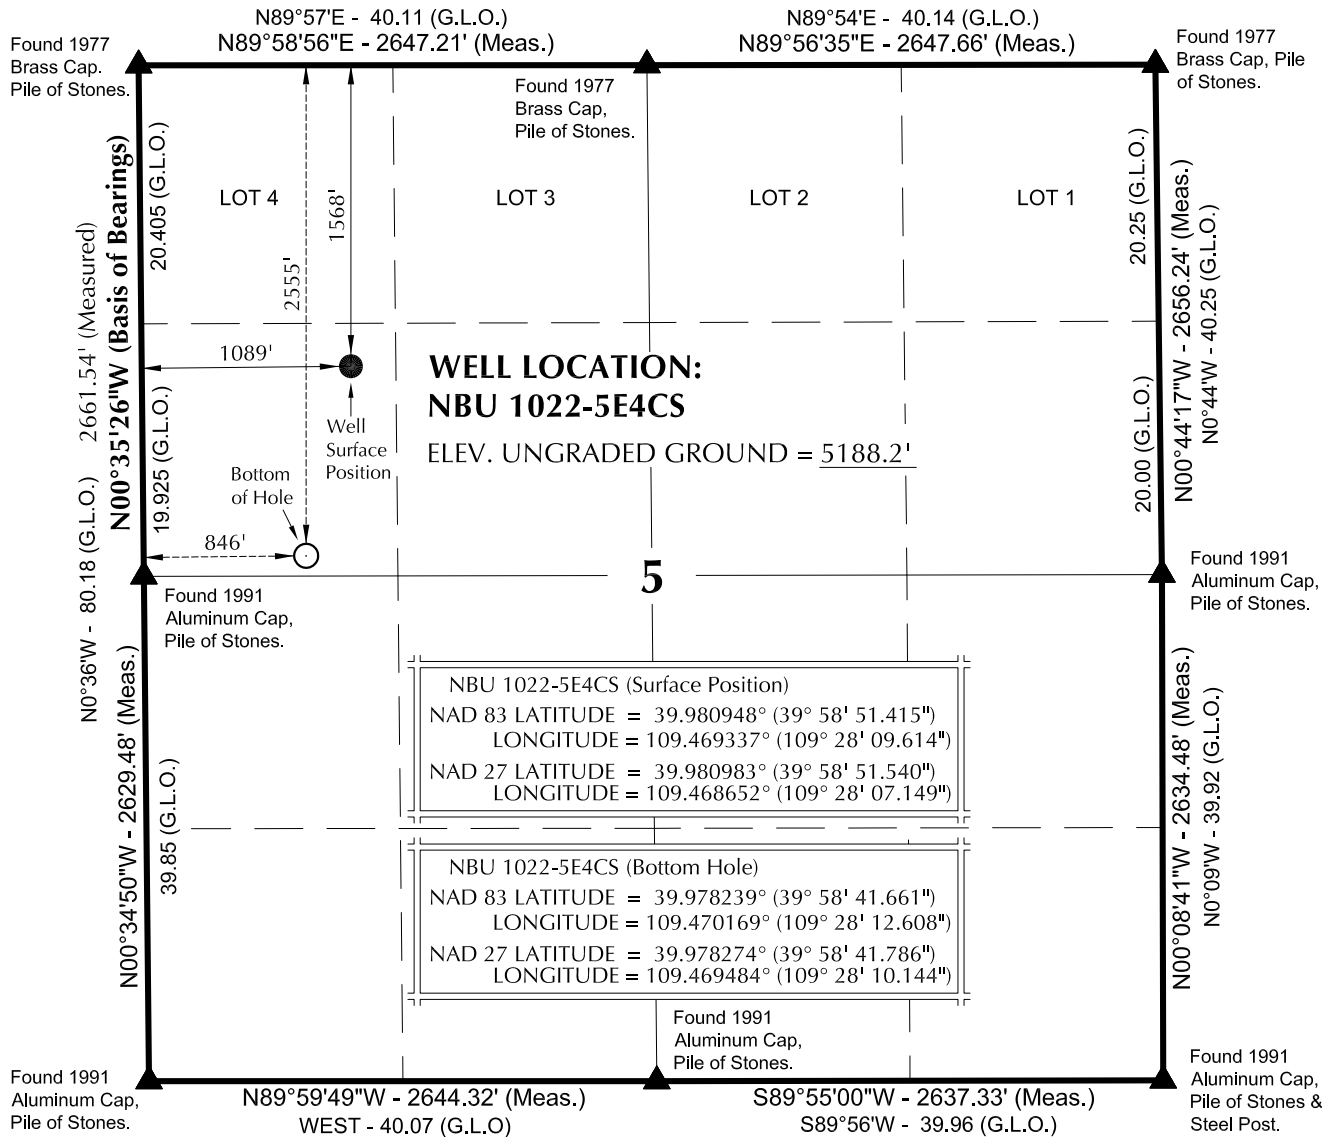 N89°57'E - 40.11 (G.L.O.)
N89°58'56"E - 2647.21' (Meas.)
N89°54'E - 40.14 (G.L.O.)
N89°56'35"E - 2647.66' (Meas.)
Found 1977
Brass Cap.
Pile of Stones.
Found 1977
Brass Cap,
Pile of Stones.
Found 1977
Brass Cap, Pile
of Stones.
LOT 4
LOT 3
LOT 2
LOT 1
20.405 (G.L.O.)
N00°35'26"W (Basis of Bearings)
2661.54' (Measured)
19.925 (G.L.O.)
N0°36'W - 80.18 (G.L.O.)
2555'
1568'
1089'
846'
Well
Surface
Position
Bottom
of Hole
WELL LOCATION:
NBU 1022-5E4CS
ELEV. UNGRADED GROUND = 5188.2'
20.25 (G.L.O.)
20.00 (G.L.O.)
N00°44'17"W - 2656.24' (Meas.)
N0°44'W - 40.25 (G.L.O.)
5
Found 1991
Aluminum Cap,
Pile of Stones.
Found 1991
Aluminum Cap,
Pile of Stones.
N00°34'50"W - 2629.48' (Meas.)
39.85 (G.L.O.)
NBU 1022-5E4CS (Surface Position)
NAD 83 LATITUDE = 39.980948° (39° 58' 51.415")
LONGITUDE = 109.469337° (109° 28' 09.614")
NAD 27 LATITUDE = 39.980983° (39° 58' 51.540")
LONGITUDE = 109.468652° (109° 28' 07.149")
NBU 1022-5E4CS (Bottom Hole)
NAD 83 LATITUDE = 39.978239° (39° 58' 41.661")
LONGITUDE = 109.470169° (109° 28' 12.608")
NAD 27 LATITUDE = 39.978274° (39° 58' 41.786")
LONGITUDE = 109.469484° (109° 28' 10.144")
N00°08'41"W - 2634.48' (Meas.)
N0°09'W - 39.92 (G.L.O.)
Found 1991
Aluminum Cap,
Pile of Stones.
Found 1991
Aluminum Cap,
Pile of Stones.
Found 1991
Aluminum Cap,
Pile of Stones &
Steel Post.
N89°59'49"W - 2644.32' (Meas.)
WEST - 40.07 (G.L.O)
S89°55'00"W - 2637.33' (Meas.)
S89°56'W - 39.96 (G.L.O.)